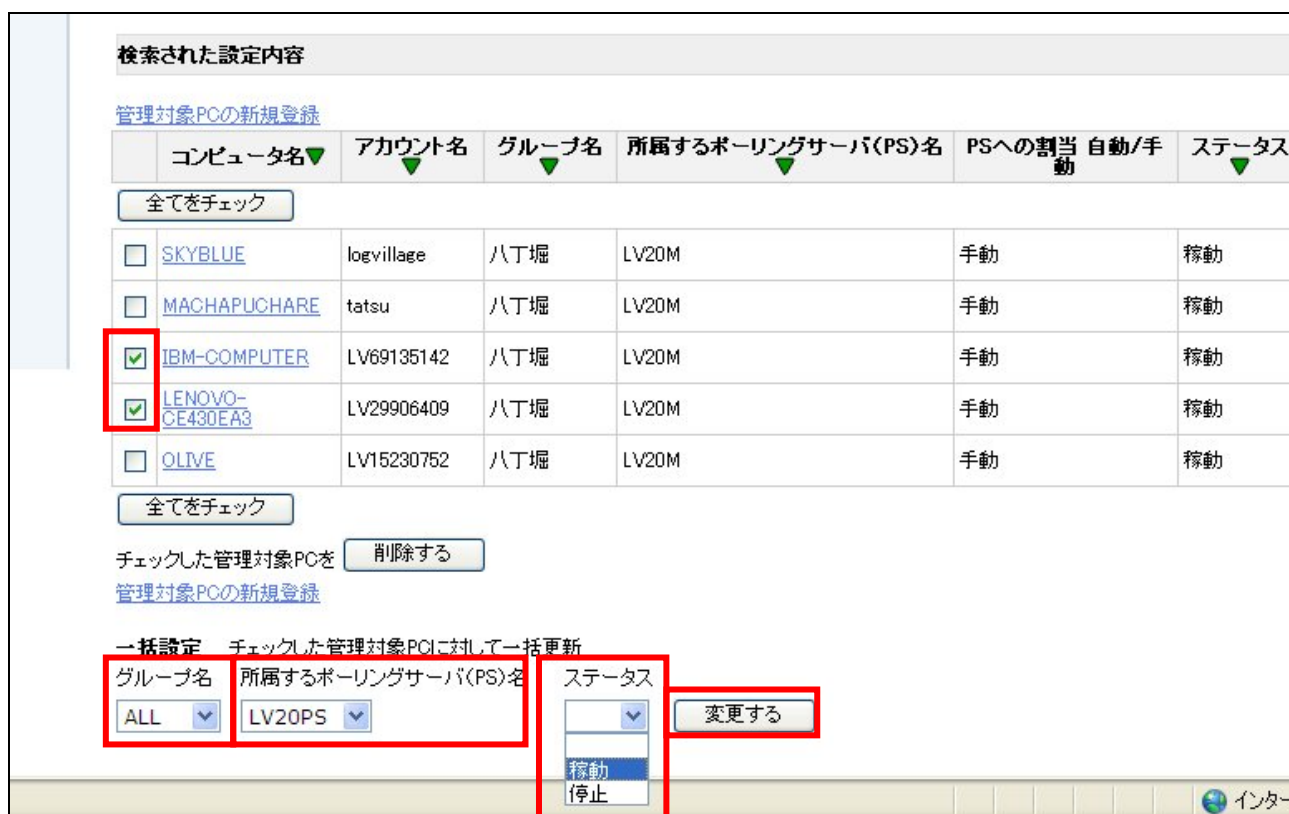 検索された設定内容
管理対象PCの新規登録
コンピュータ名▼ アカウント名▼ グループ名▼ 所属するポーリングサーバ(PS)名▼ PSへの割当 自動/手動 ステータス▼
全てをチェック
SKYBLUE logvillage 八丁堀 LV20M 手動 稼動
MACHAPUCHARE tatsu 八丁堀 LV20M 手動 稼動
IBM-COMPUTER LV69135142 八丁堀 LV20M 手動 稼動
LENOVO-CE430EA3 LV29906409 八丁堀 LV20M 手動 稼動
OLIVE LV15230752 八丁堀 LV20M 手動 稼動
全てをチェック
チェックした管理対象PCを 削除する
管理対象PCの新規登録
一括設定 チェックした管理対象PCに対して一括更新
グループ名 所属するポーリングサーバ(PS)名 ステータス
ALL LV20PS 変更する
稼動
停止
インター